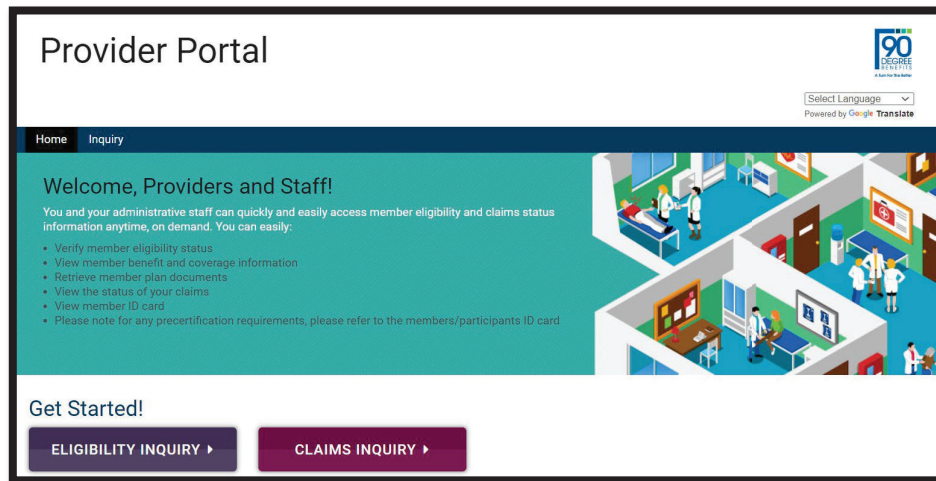 Provider Portal
90
DEGREE
BENEFITS
A Turn for the Better
Select Language
Powered by Google Translate
Home Inquiry
Welcome, Providers and Staff!
You and your administrative staff can quickly and easily access member eligibility and claims status
information anytime, on demand. You can easily:
• Verify member eligibility status
• View member benefit and coverage information
• Retrieve member plan documents
• View the status of your claims
• View member ID card
• Please note for any precertification requirements, please refer to the members/participants ID card
Get Started!
ELIGIBILITY INQUIRY
CLAIMS INQUIRY